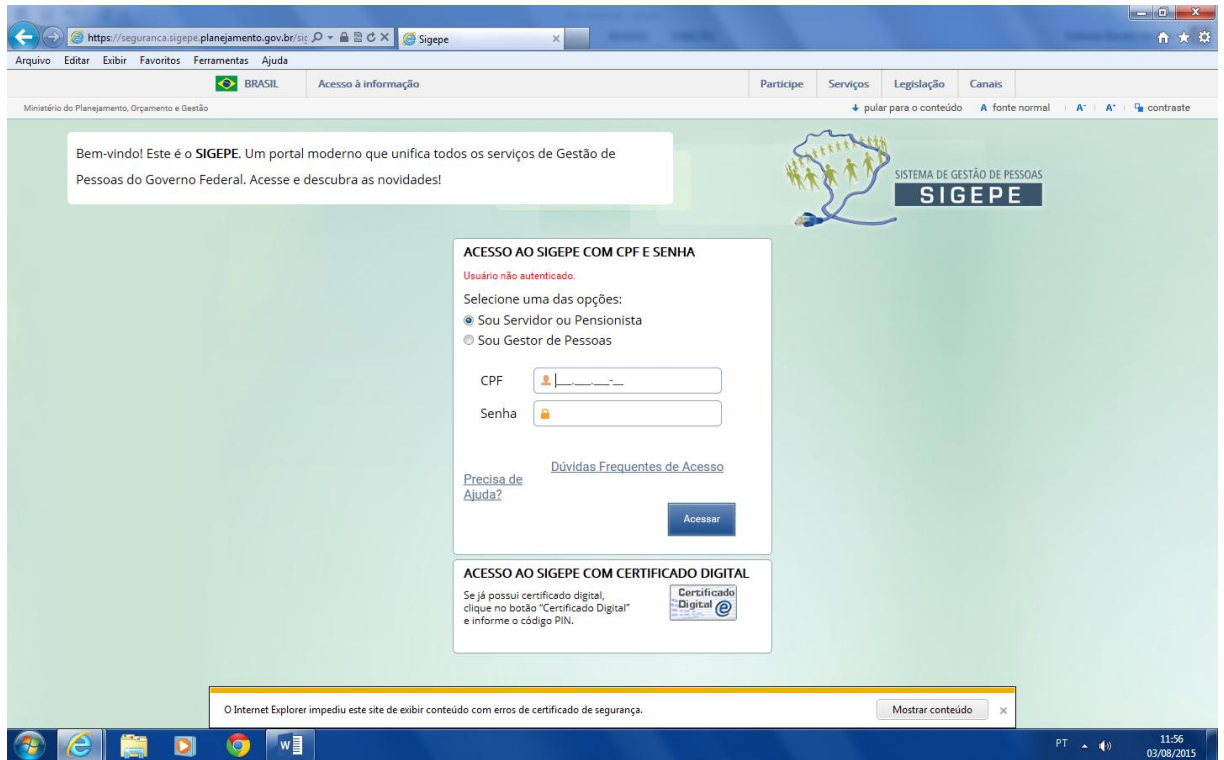 https://seguranca.sigepe.planejamento.gov.br/sig
Sigepe
Arquivo Editar Exibir Favoritos Ferramentas Ajuda
BRASIL Acesso à informação Participe Serviços Legislação Canais
Ministério do Planejamento, Orçamento e Gestão pular para o conteúdo A fonte normal A- A+ contraste
Bem-vindo! Este é o SIGEPE. Um portal moderno que unifica todos os serviços de Gestão de
Pessoas do Governo Federal. Acesse e descubra as novidades!
SISTEMA DE GESTÃO DE PESSOAS
SIGEPE
ACESSO AO SIGEPE COM CPF E SENHA
Usuário não autenticado.
Selecione uma das opções:
Sou Servidor ou Pensionista
Sou Gestor de Pessoas
CPF ___.___.___-__
Senha
Dúvidas Frequentes de Acesso
Precisa de
Ajuda?
Acessar
ACESSO AO SIGEPE COM CERTIFICADO DIGITAL
Se já possui certificado digital,
clique no botão "Certificado Digital"
e informe o código PIN.
Certificado
Digital
O Internet Explorer impediu este site de exibir conteúdo com erros de certificado de segurança. Mostrar conteúdo
PT
11:56
03/08/2015